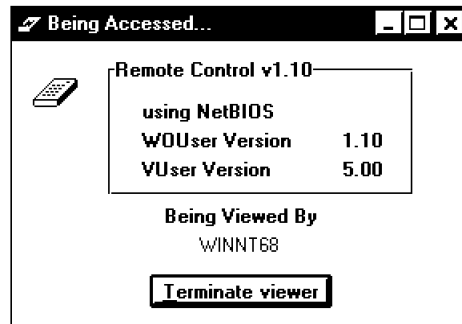 Being Accessed...
Remote Control v1.10
using NetBIOS
WOUser Version 1.10
VUser Version 5.00
Being Viewed By
WINNT68
Terminate viewer